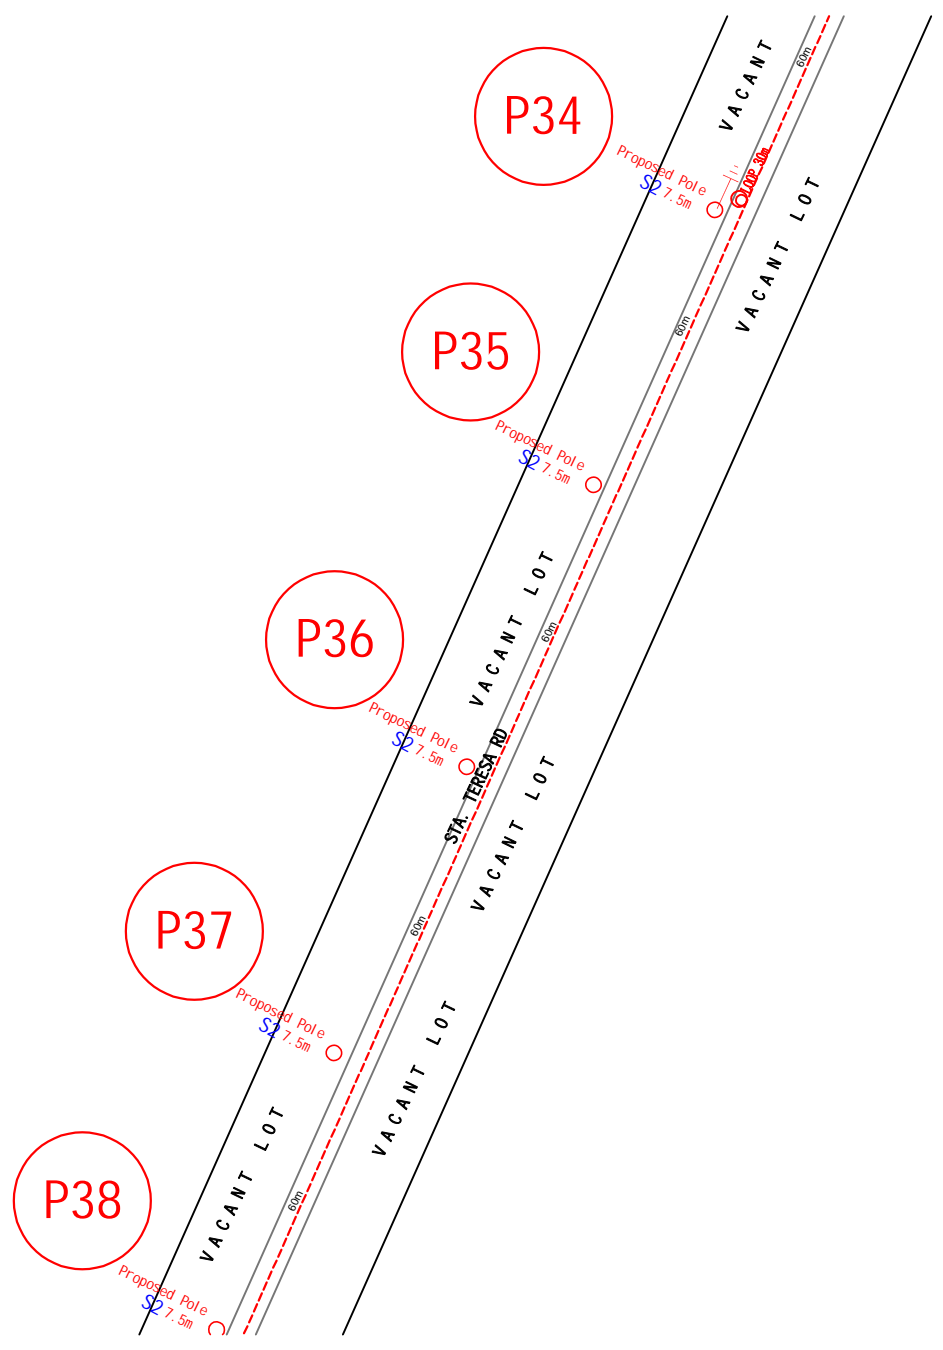 VACANT
60m
P34
Proposed Pole
S2 7.5m
LOOP_30m
VACANT LOT
60m
P35
Proposed Pole
S2 7.5m
VACANT LOT
60m
P36
Proposed Pole
S2 7.5m
STA. TERESA RD
VACANT LOT
P37
60m
Proposed Pole
S2 7.5m
VACANT LOT
VACANT LOT
P38
60m
Proposed Pole
S2 7.5m